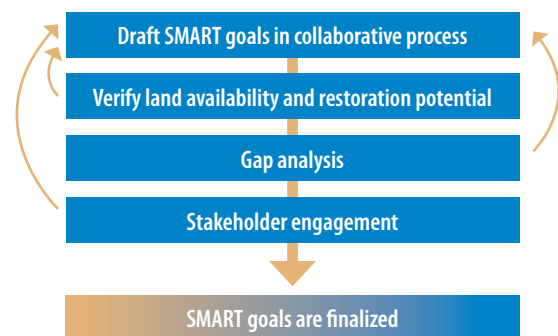 Draft SMART goals in collaborative process
Verify land availability and restoration potential
Gap analysis
Stakeholder engagement
SMART goals are finalized